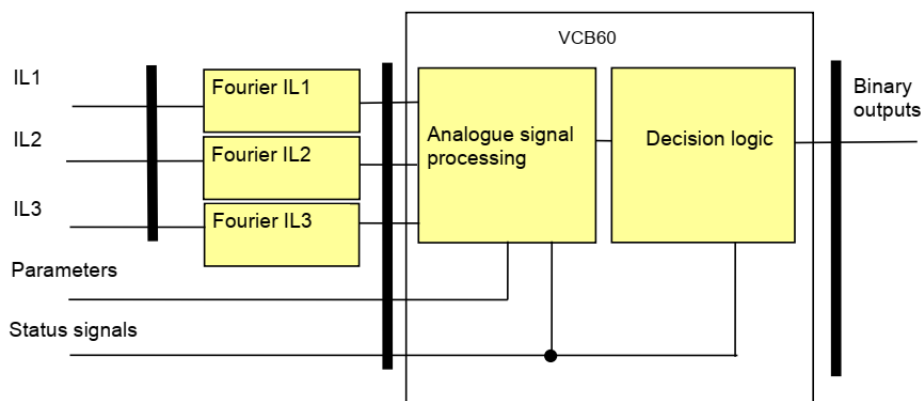 VCB60
IL1
Fourier IL1
IL2
Fourier IL2
IL3
Fourier IL3
Analogue signal
processing
Decision logic
Binary
outputs
Parameters
Status signals